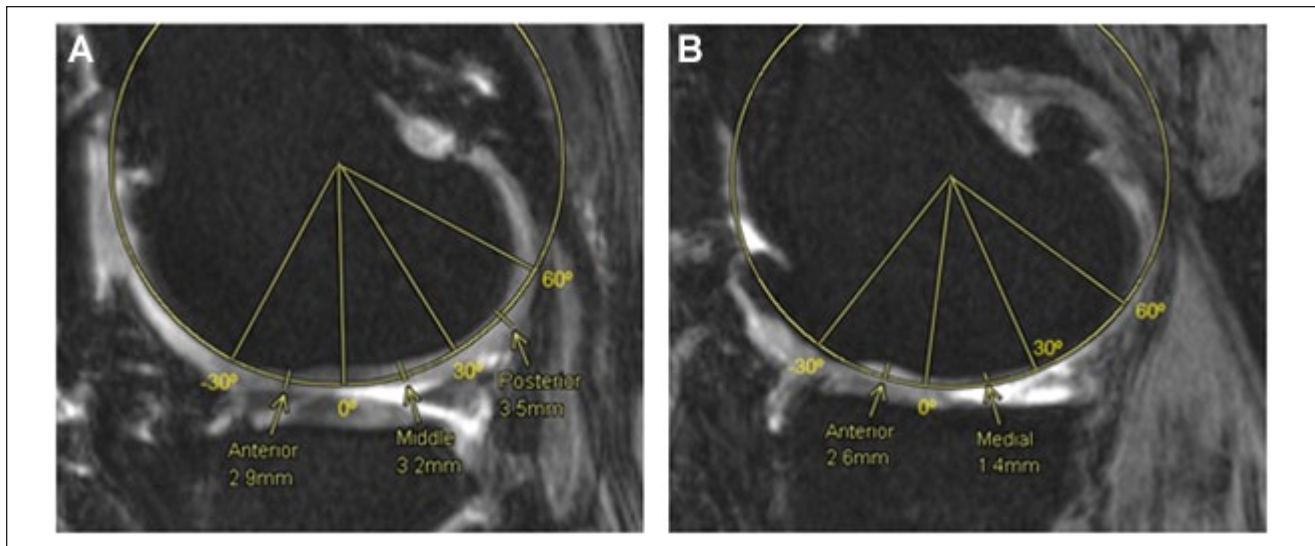 A
60º
-30º
30º
0º
Posterior
3.5mm
Anterior
2.9mm
Middle
3.2mm
B
60º
-30º
30º
0º
Anterior
2.6mm
Medial
1.4mm